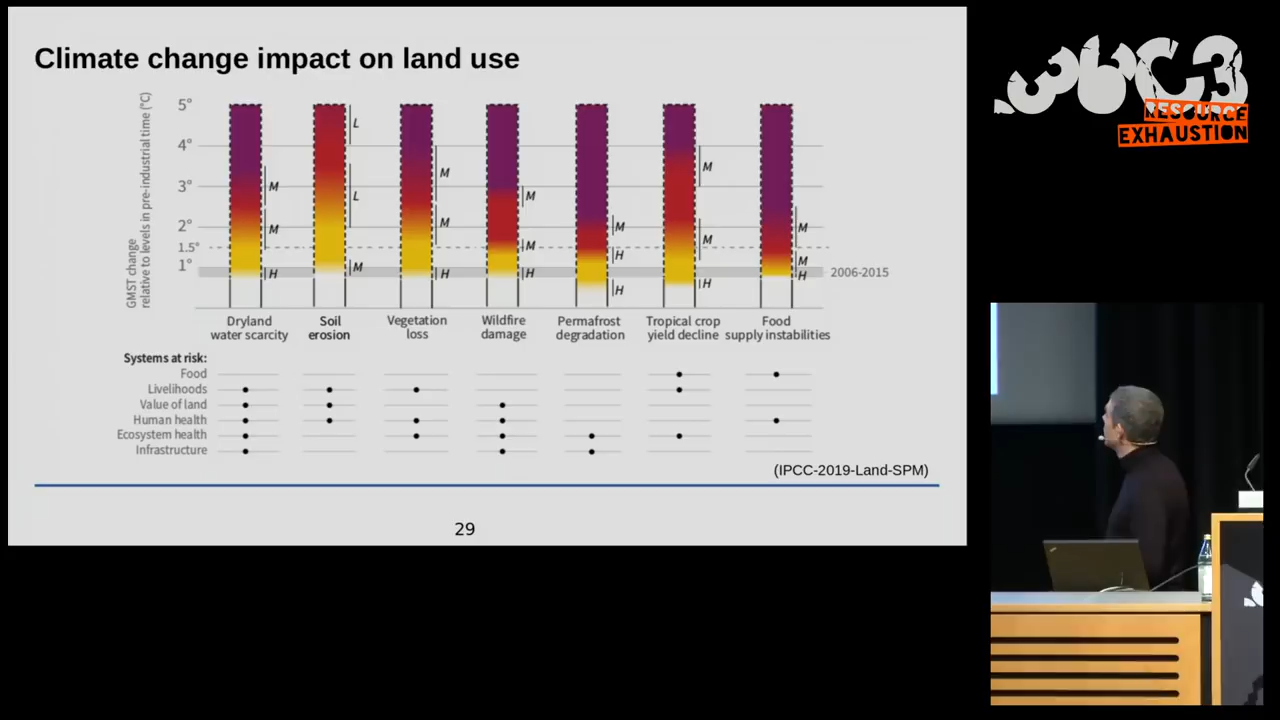 Climate change impact on land use
GMST change
relative to levels in pre-industrial time (°C)
5°
4°
3°
2°
1.5°
1°
M
M
H
L
L
M
M
M
H
M
M
H
M
H
H
M
M
H
M
M
H
2006-2015
Dryland
water scarcity
Soil
erosion
Vegetation
loss
Wildfire
damage
Permafrost
degradation
Tropical crop
yield decline
Food
supply instabilities
Systems at risk:
Food
Livelihoods
Value of land
Human health
Ecosystem health
Infrastructure
(IPCC-2019-Land-SPM)
29
36C3
RESOURCE
EXHAUSTION